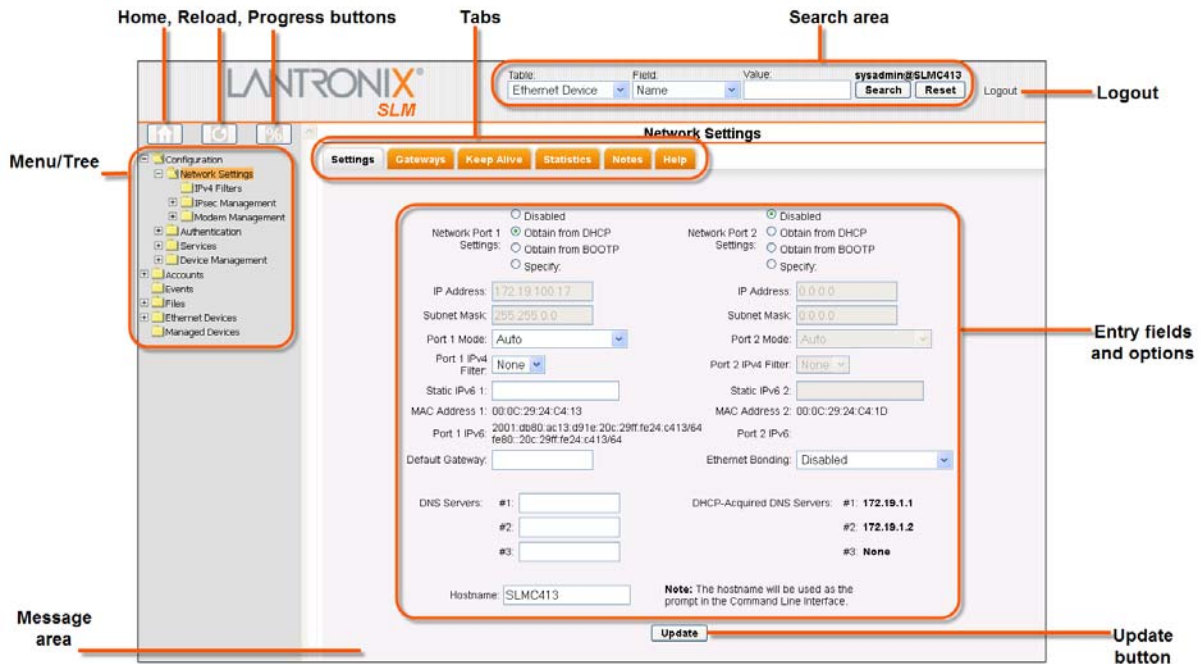 Home, Reload, Progress buttons
Tabs
Search area
LANTRONIX®
SLM
Table:
Field:
Value:
sysadmin@SLMC413
Ethernet Device
Name
Search
Reset
Logout
Logout
Network Settings
Menu/Tree
Configuration
Network Settings
IPv4 Filters
IPsec Management
Modem Management
Authentication
Services
Device Management
Accounts
Events
Files
Ethernet Devices
Managed Devices
Settings
Gateways
Keep Alive
Statistics
Notes
Help
Network Port 1
Settings:
Disabled
Obtain from DHCP
Obtain from BOOTP
Specify:
Network Port 2
Settings:
Disabled
Obtain from DHCP
Obtain from BOOTP
Specify:
IP Address: 172.19.100.17
IP Address: 0.0.0.0
Subnet Mask: 255.255.0.0
Subnet Mask: 0.0.0.0
Port 1 Mode: Auto
Port 2 Mode: Auto
Port 1 IPv4
Filter: None
Port 2 IPv4 Filter: None
Static IPv6 1:
Static IPv6 2:
MAC Address 1: 00:0C:29:24:C4:13
MAC Address 2: 00:0C:29:24:C4:1D
Port 1 IPv6: 2001:db80:ac13:d91e:20c:29ff:fe24:c413/64
fe80::20c:29ff:fe24:c413/64
Port 2 IPv6:
Default Gateway:
Ethernet Bonding: Disabled
DNS Servers: #1:
#2:
#3:
DHCP-Acquired DNS Servers: #1: 172.19.1.1
#2: 172.19.1.2
#3: None
Hostname: SLMC413
Note: The hostname will be used as the
prompt in the Command Line Interface.
Update
Entry fields
and options
Message
area
Update
button